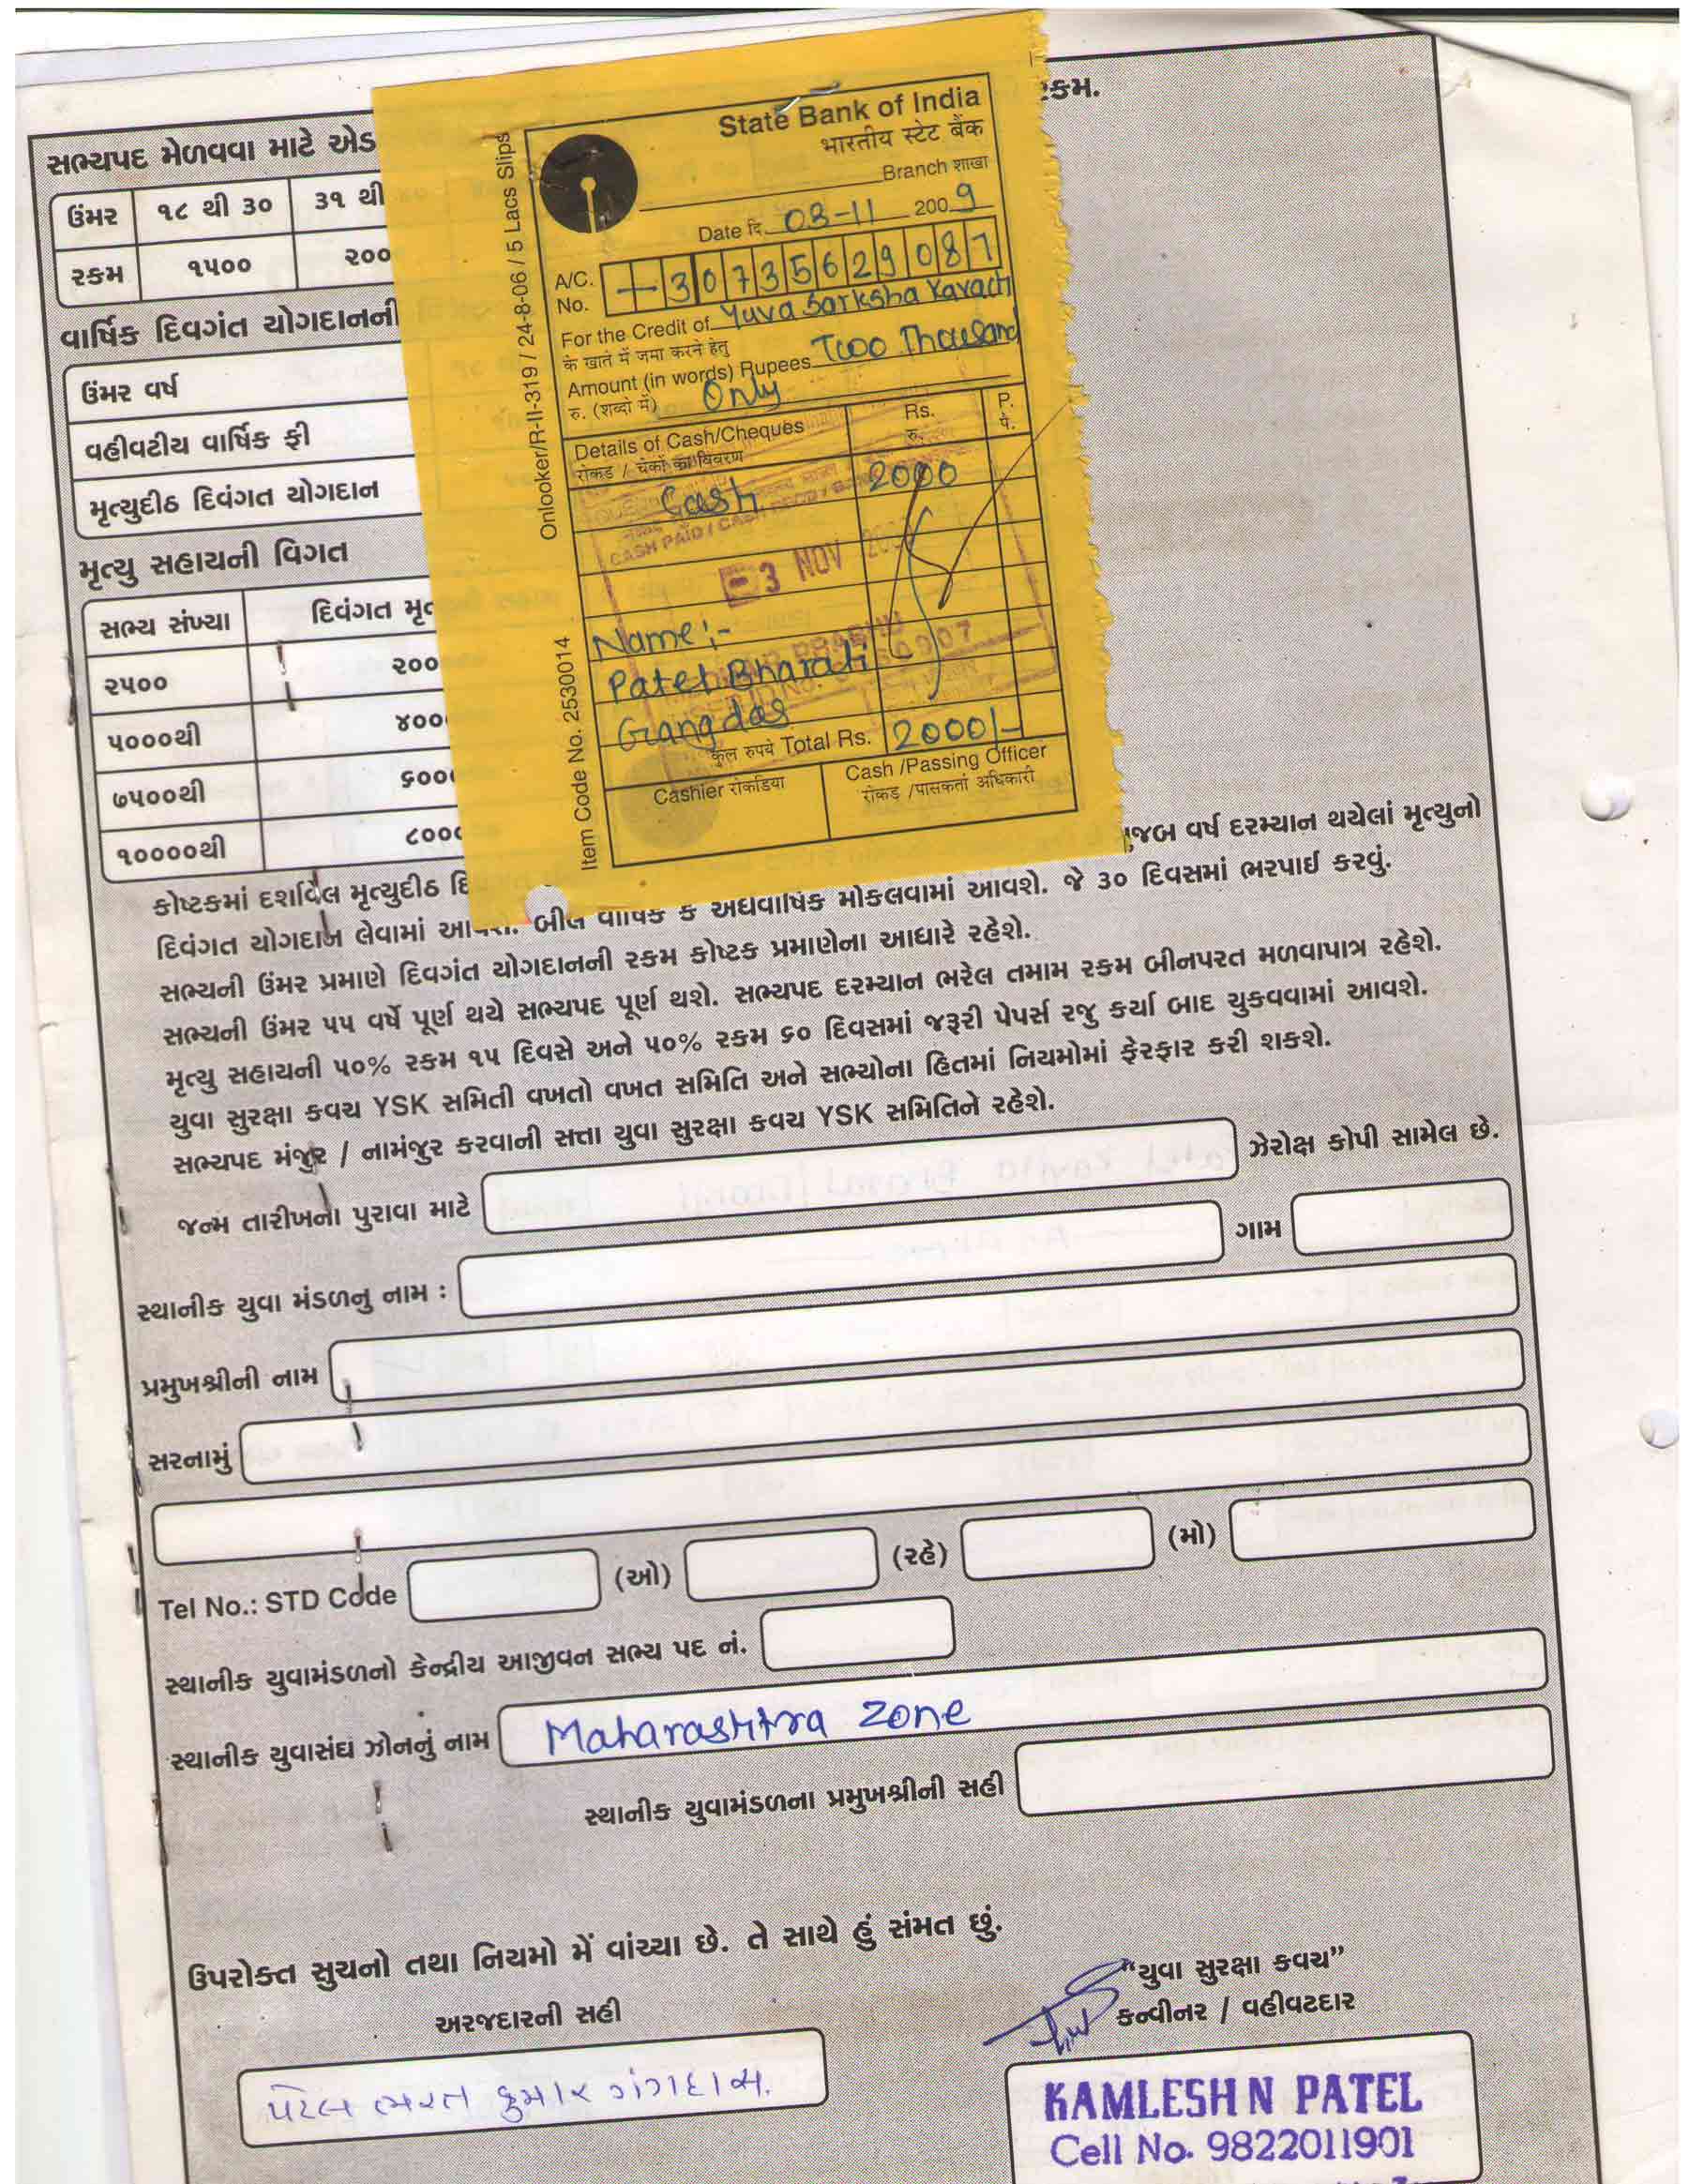 રકમ.
સભ્યપદ મેળવવા માટે એડ
ઉંમર ૧૮ થી ૩૦ ૩૧ થી
રકમ ૧૫૦૦ ૨૦૦
વાર્ષિક દિવગંત યોગદાનની
ઉંમર વર્ષ
વહીવટીય વાર્ષિક ફી
મૃત્યુદીઠ દિવંગત યોગદાન
મૃત્યુ સહાયની વિગત
સભ્ય સંખ્યા દિવંગત
૨૫૦૦ ૨૦૦
૫૦૦૦થી ૪૦૦
૭૫૦૦થી ૬૦૦
૧૦૦૦૦થી ૮૦૦
Onlooker/R-II-319 / 24-8-06 / 5 Lacs Slips
Item Code No. 2530014
State Bank of India
भारतीय स्टेट बैंक
Branch शाखा
Date दि. 03-11 2009
A/C. No. 30735629087
For the Credit of Yuva Sarksha Kavach
के खाते में जमा करने हेतु
Amount (in words) Rupees Two Thousand
रु. (शब्दो में) Only
Details of Cash/Cheques Rs. P.
रोकड / चेकों का विवरण रु. पै.
Cash 2000
CASH PAID / CASH
3 NOV
Name :-
Patel Bharati
Gangdas
कुल रुपये Total Rs. 2000/-
Cashier रोकडिया Cash /Passing Officer
रोकड /पासकर्ता अधिकारी
કોષ્ટકમાં દર્શાવેલ મૃત્યુદીઠ દિ ુજબ વર્ષ દરમ્યાન થયેલાં મૃત્યુનો
દિવંગત યોગદાન લેવામાં આવશે. બીલ વાર્ષિક કે અર્ધવાર્ષિક મોકલવામાં આવશે. જે ૩૦ દિવસમાં ભરપાઈ કરવું.
સભ્યની ઉંમર પ્રમાણે દિવગંત યોગદાનની રકમ કોષ્ટક પ્રમાણેના આધારે રહેશે.
સભ્યની ઉંમર ૫૫ વર્ષે પૂર્ણ થયે સભ્યપદ પૂર્ણ થશે. સભ્યપદ દરમ્યાન ભરેલ તમામ રકમ બીનપરત મળવાપાત્ર રહેશે.
મૃત્યુ સહાયની ૫૦% રકમ ૧૫ દિવસે અને ૫૦% રકમ ૬૦ દિવસમાં જરૂરી પેપર્સ રજુ કર્યા બાદ ચુકવવામાં આવશે.
યુવા સુરક્ષા કવચ YSK સમિતી વખતો વખત સમિતિ અને સભ્યોના હિતમાં નિયમોમાં ફેરફાર કરી શકશે.
સભ્યપદ મંજુર / નામંજુર કરવાની સત્તા યુવા સુરક્ષા કવચ YSK સમિતિને રહેશે.
જન્મ તારીખના પુરાવા માટે ઝેરોક્ષ કોપી સામેલ છે.
સ્થાનીક યુવા મંડળનુ નામ : ગામ
પ્રમુખશ્રીની નામ
સરનામું
Tel No.: STD Code (ઓ) (રહે) (મો)
સ્થાનીક યુવામંડળનો કેન્દ્રીય આજીવન સભ્ય પદ નં.
સ્થાનીક યુવાસંઘ ઝોનનું નામ Maharashtra zone
સ્થાનીક યુવામંડળના પ્રમુખશ્રીની સહી
ઉપરોક્ત સુચનો તથા નિયમો મેં વાંચ્યા છે. તે સાથે હું સંમત છું.
અરજદારની સહી
પટેલ ભરત કુમાર ગંગદાસ.
"યુવા સુરક્ષા કવચ"
કન્વીનર / વહીવટદાર
KAMLESH N PATEL
Cell No. 9822011901